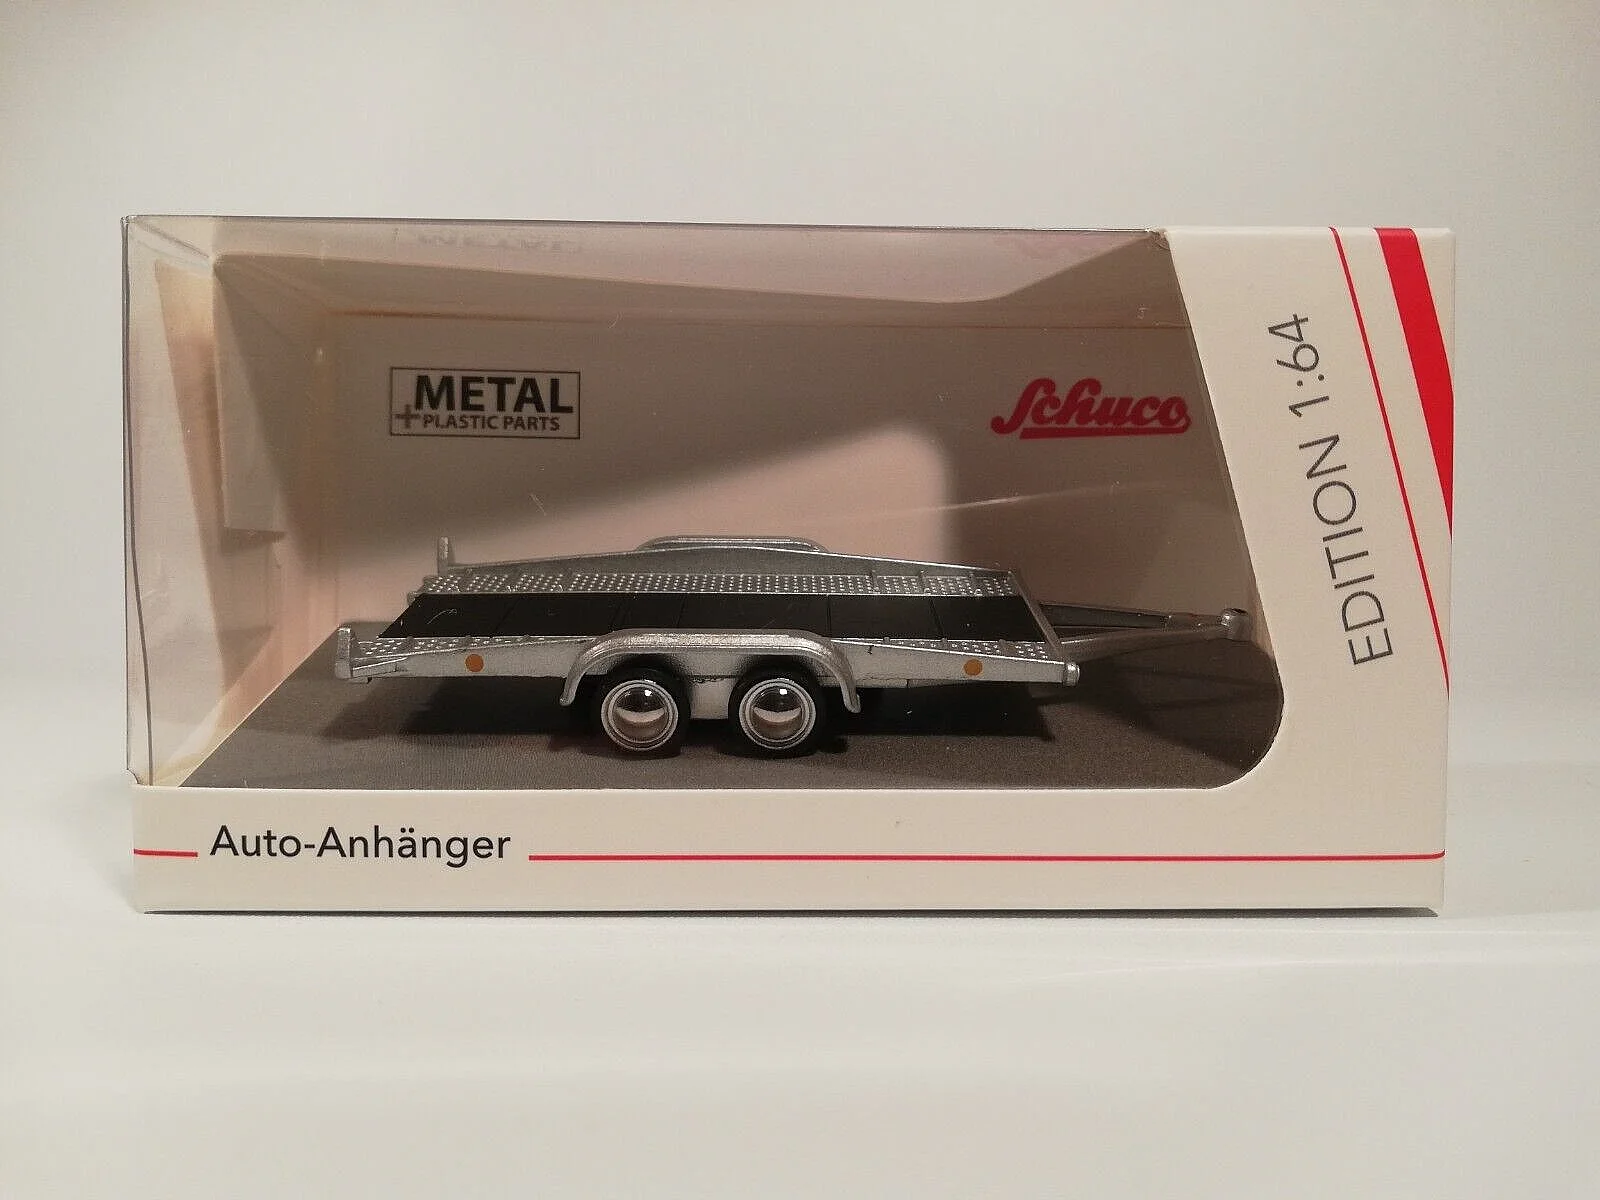 METAL
+PLASTIC PARTS
Schuco
EDITION 1:64
Auto-Anhänger